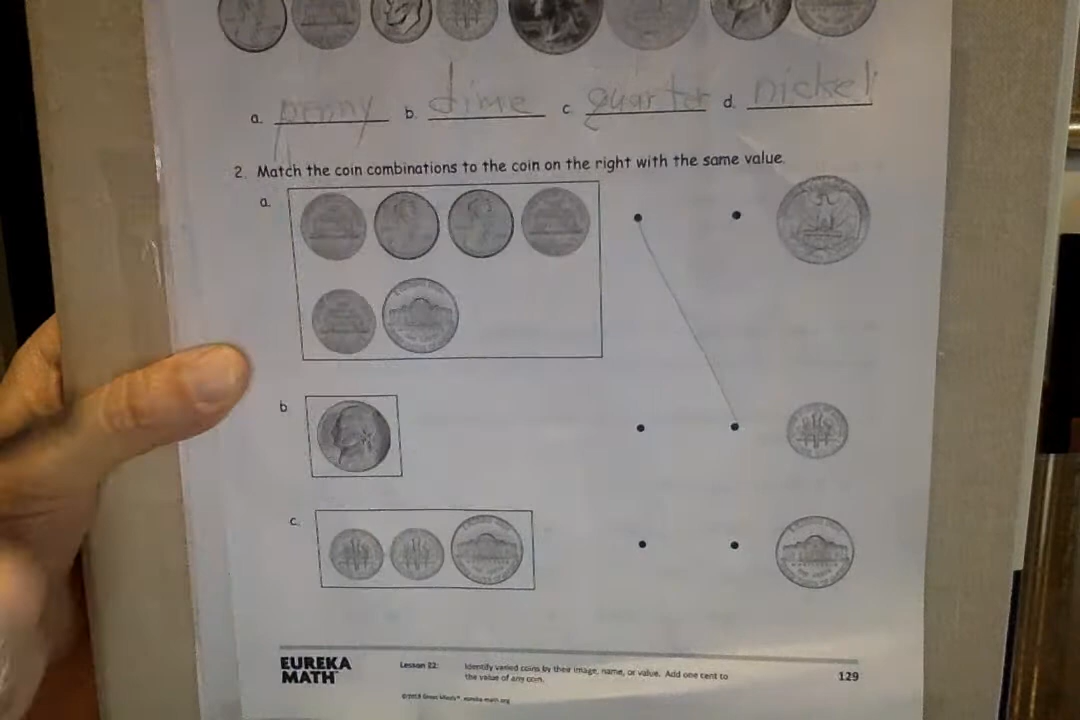 a. penny b. dime c. quarter d. nickel
2. Match the coin combinations to the coin on the right with the same value.
a.
b
c.
EUREKA
MATH™
Lesson 22: Identify varied coins by their image, name, or value. Add one cent to
the value of any coin.
129